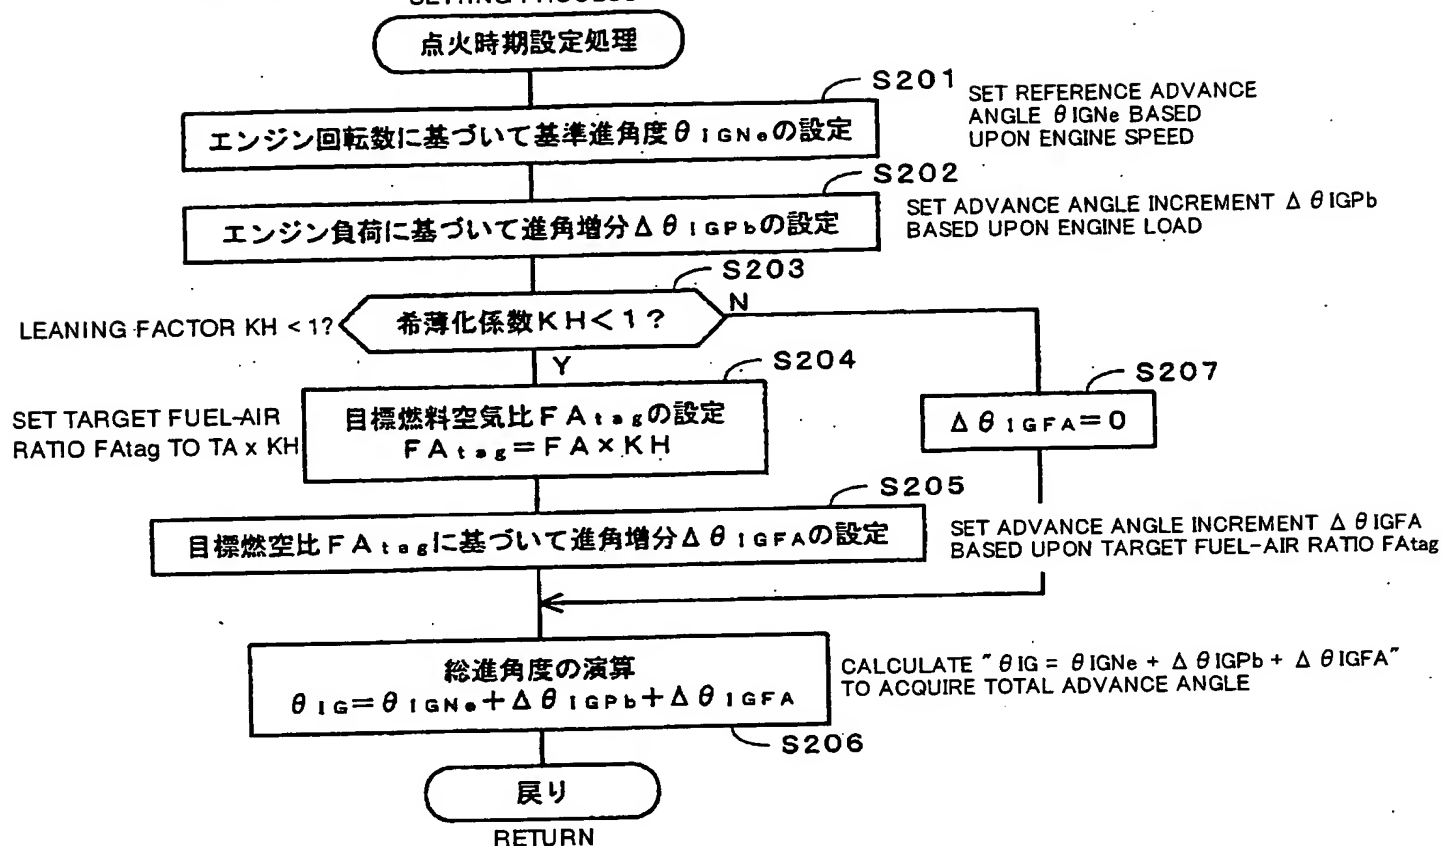 点火時期設定処理
S201
エンジン回転数に基づいて基準進角度θIGNeの設定
SET REFERENCE ADVANCE
ANGLE θIGNe BASED
UPON ENGINE SPEED
S202
エンジン負荷に基づいて進角増分ΔθIGPbの設定
SET ADVANCE ANGLE INCREMENT ΔθIGPb
BASED UPON ENGINE LOAD
S203
LEANING FACTOR KH < 1?
希薄化係数KH<1?
N
Y
S204
SET TARGET FUEL-AIR
RATIO FAtag TO TA x KH
目標燃料空気比FAtagの設定
FAtag=FA×KH
S207
ΔθIGFA=0
S205
目標燃空比FAtagに基づいて進角増分ΔθIGFAの設定
SET ADVANCE ANGLE INCREMENT ΔθIGFA
BASED UPON TARGET FUEL-AIR RATIO FAtag
総進角度の演算
θIG=θIGNe+ΔθIGPb+ΔθIGFA
CALCULATE "θIG = θIGNe + ΔθIGPb + ΔθIGFA"
TO ACQUIRE TOTAL ADVANCE ANGLE
S206
戻り
RETURN